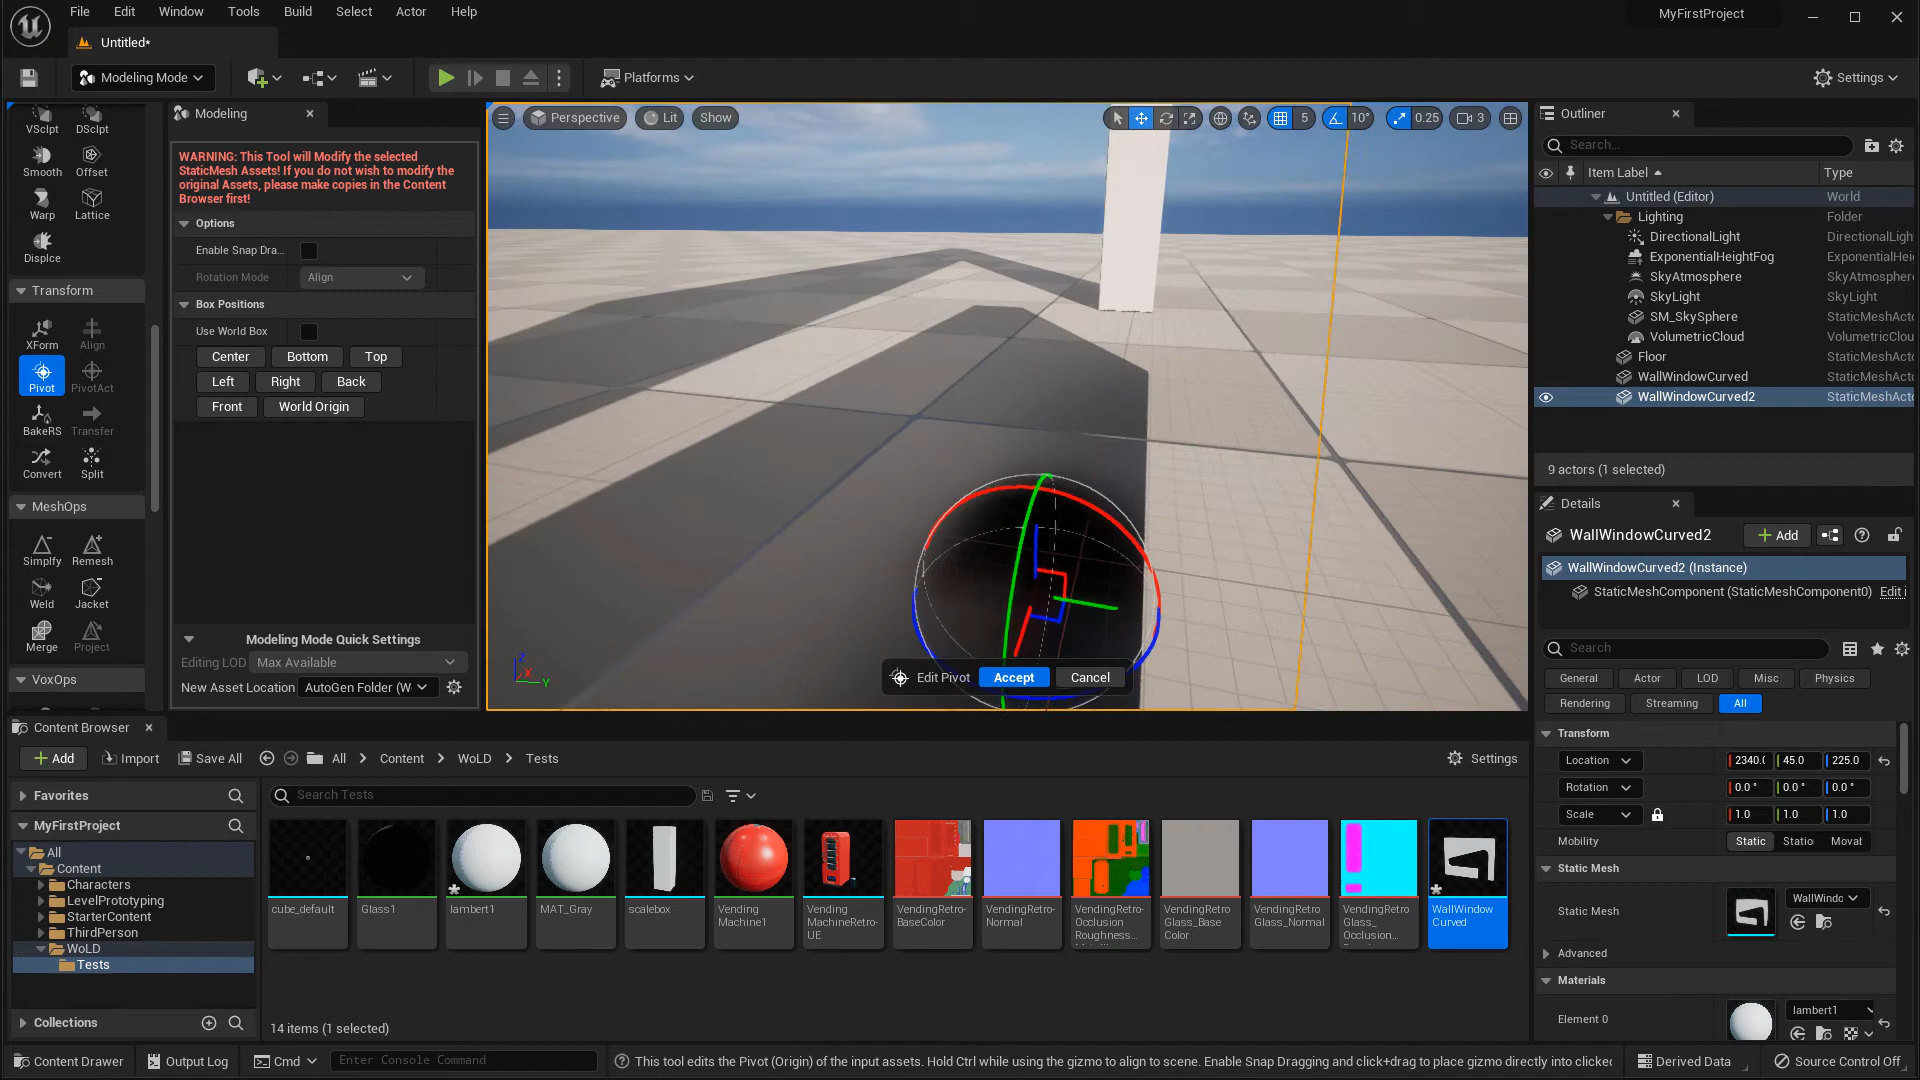 File Edit Window Tools Build Select Actor Help
MyFirstProject
Untitled*
Modeling Mode
Platforms
Settings
VSclpt DSclpt
Smooth Offset
Warp Lattice
Displce
Transform
XForm Align
Pivot PivotAct
BakeRS Transfer
Convert Split
MeshOps
Simplfy Remesh
Weld Jacket
Merge Project
VoxOps
Modeling
WARNING: This Tool will Modify the selected
StaticMesh Assets! If you do not wish to modify the
original Assets, please make copies in the Content
Browser first!
Options
Enable Snap Dra...
Rotation Mode Align
Box Positions
Use World Box
Center Bottom Top
Left Right Back
Front World Origin
Modeling Mode Quick Settings
Editing LOD Max Available
New Asset Location AutoGen Folder (W
Perspective Lit Show
5 10° 0.25 3
Z X Y
Edit Pivot Accept Cancel
Outliner
Search...
Item Label Type
Untitled (Editor) World
Lighting Folder
DirectionalLight DirectionalLigh
ExponentialHeightFog ExponentialHei
SkyAtmosphere SkyAtmosphere
SkyLight SkyLight
SM_SkySphere StaticMeshActo
VolumetricCloud VolumetricClou
Floor StaticMeshActo
WallWindowCurved StaticMeshActo
WallWindowCurved2 StaticMeshActo
9 actors (1 selected)
Details
WallWindowCurved2 Add
WallWindowCurved2 (Instance)
StaticMeshComponent (StaticMeshComponent0) Edit i
Search
General Actor LOD Misc Physics
Rendering Streaming All
Transform
Location 2340.0 45.0 225.0
Rotation 0.0 ° 0.0 ° 0.0 °
Scale 1.0 1.0 1.0
Mobility Static Statio Movab
Static Mesh
Static Mesh WallWindc
Advanced
Materials
Element 0 lambert1
Content Browser
Add Import Save All All Content WoLD Tests Settings
Favorites
MyFirstProject
All
Content
Characters
LevelPrototyping
StarterContent
ThirdPerson
WoLD
Tests
Collections
Search Tests
cube_default
Glass1
lambert1
MAT_Gray
scalebox
Vending
Machine1
Vending
MachineRetro-
UE
VendingRetro-
BaseColor
VendingRetro-
Normal
VendingRetro-
Occlusion
Roughness...
VendingRetro
Glass_Base
Color
VendingRetro
Glass_Normal
VendingRetro
Glass_
Occlusion...
WallWindow
Curved
14 items (1 selected)
Content Drawer Output Log Cmd Enter Console Command This tool edits the Pivot (Origin) of the input assets. Hold Ctrl while using the gizmo to align to scene. Enable Snap Dragging and click+drag to place gizmo directly into clicked Derived Data Source Control Off